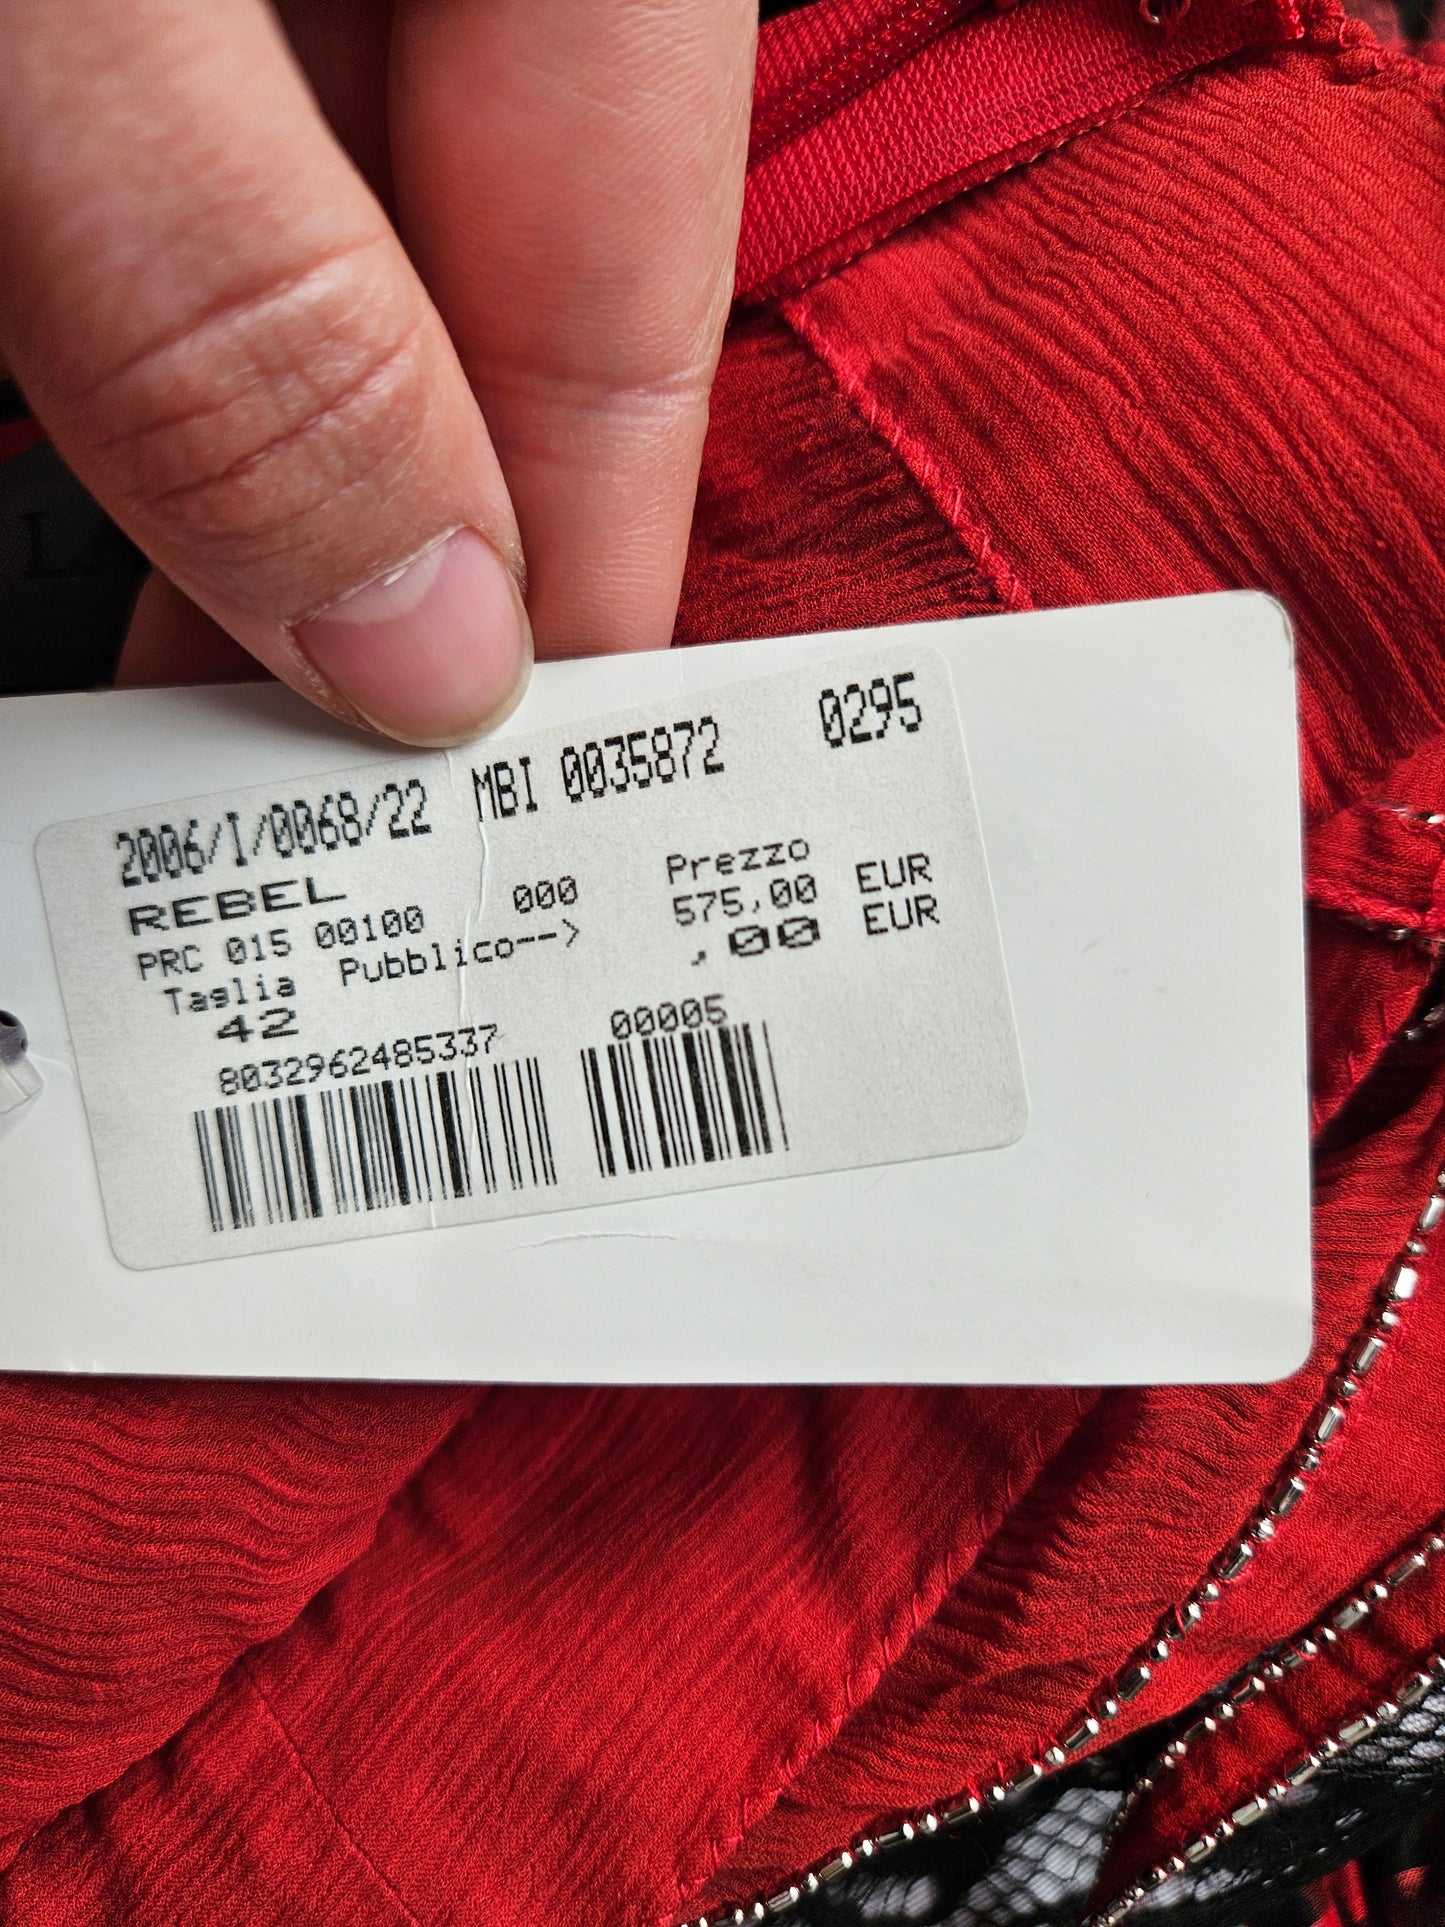 2006/I/0068/22 MBI 0035872 0295
REBEL
PRC 015 00100 000 Prezzo
Taglia Pubblico--> 575,00 EUR
42 ,00 EUR
8032962485337 00005